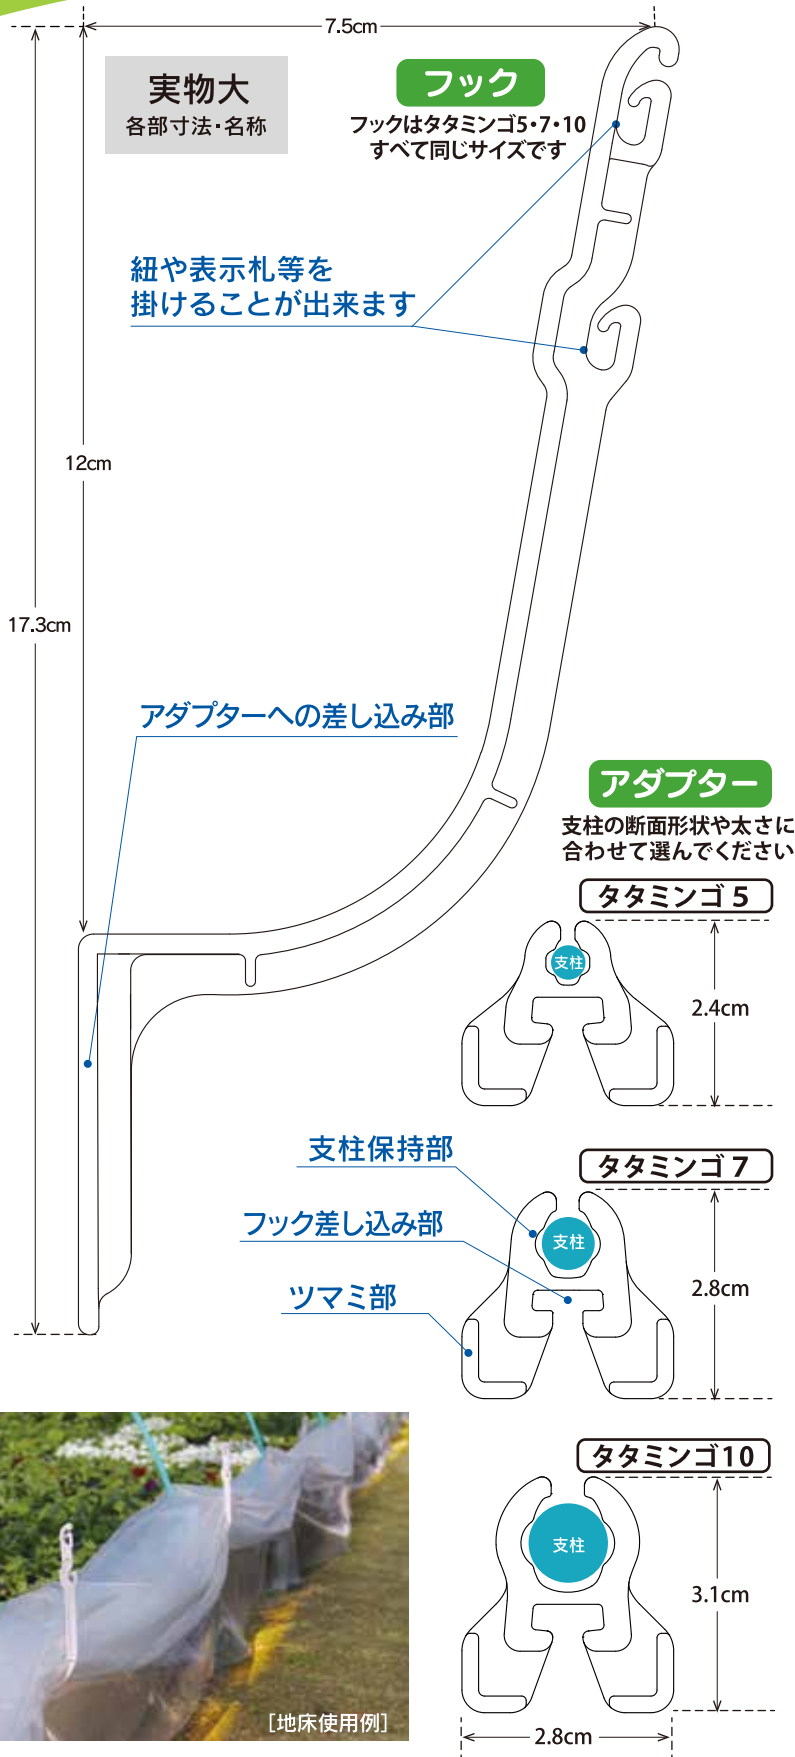 7.5cm
実物大
各部寸法・名称
フック
フックはタタミンゴ5・7・10
すべて同じサイズです
紐や表示札等を
掛けることが出来ます
12cm
17.3cm
アダプターへの差し込み部
アダプター
支柱の断面形状や太さに
合わせて選んでください
タタミンゴ 5
支柱
2.4cm
支柱保持部
タタミンゴ 7
フック差し込み部
支柱
ツマミ部
2.8cm
タタミンゴ10
支柱
3.1cm
[地床使用例]
2.8cm